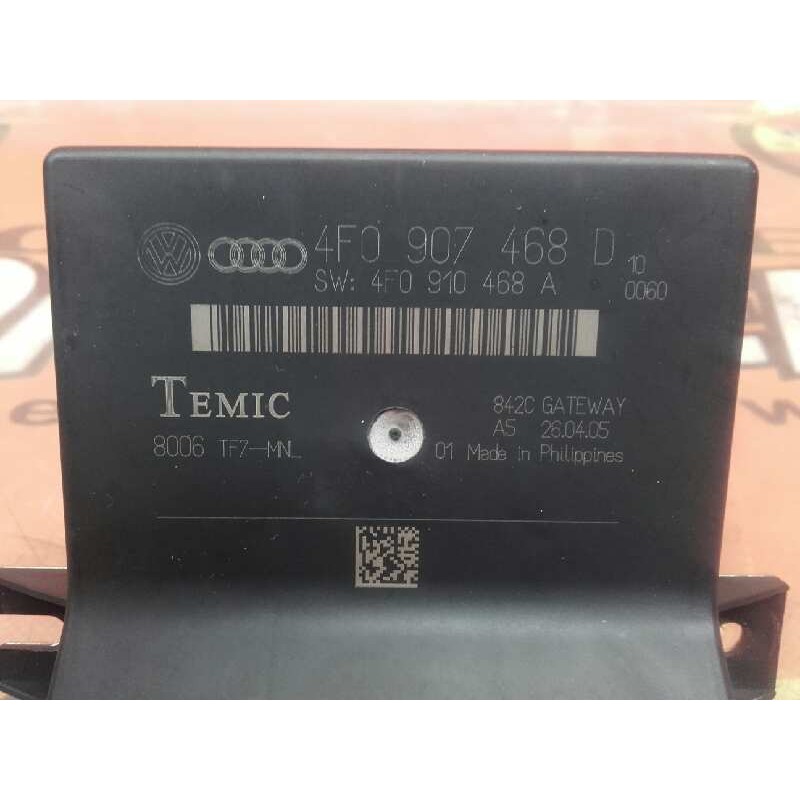 4F0 907 468 D 10
SW: 4F0 910 468 A 0060
TEMIC
842C GATEWAY
A5 26.04.05
8006 TF7-MNL
01 Made in Philippines